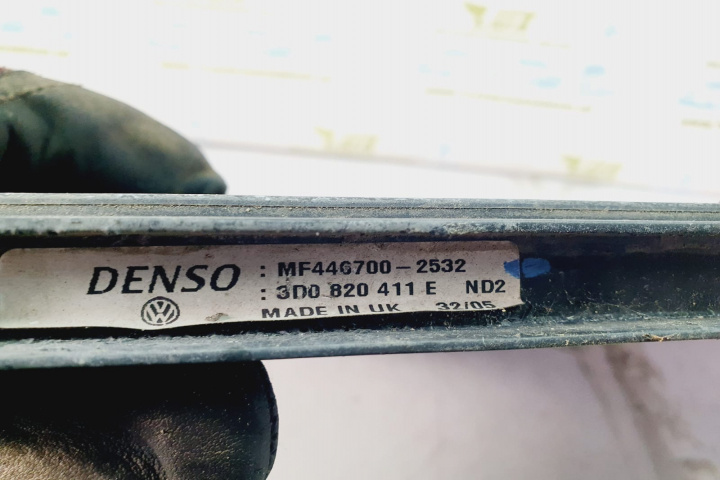 DENSO : MF446700-2532
: 3D0 820 411 E ND2
MADE IN UK 32/05